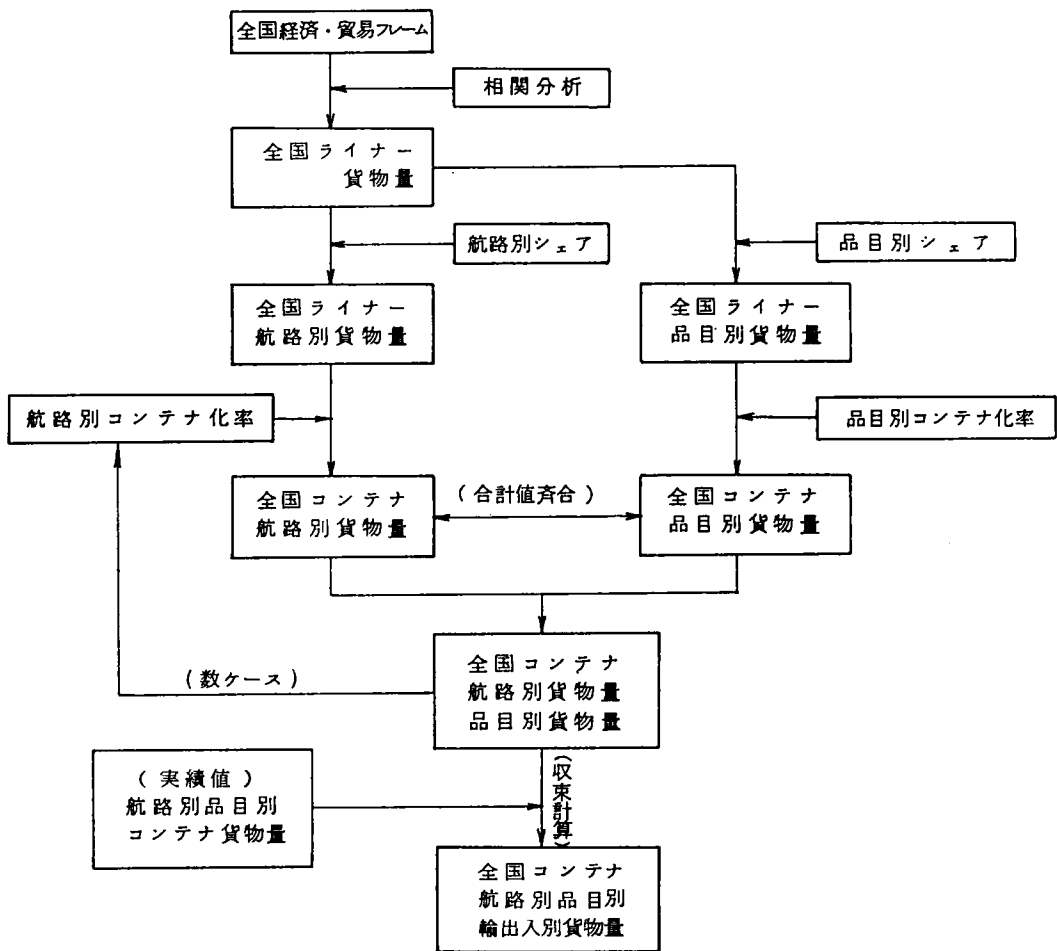 全国経済・貿易フレーム
相関分析
全国ライナー
貨物量
航路別シェア
品目別シェア
全国ライナー
航路別貨物量
全国ライナー
品目別貨物量
航路別コンテナ化率
品目別コンテナ化率
全国コンテナ
航路別貨物量
(合計値斉合)
全国コンテナ
品目別貨物量
全国コンテナ
航路別貨物量
品目別貨物量
(数ケース)
(収束計算)
(実績値)
航路別品目別
コンテナ貨物量
全国コンテナ
航路別品目別
輸出入別貨物量